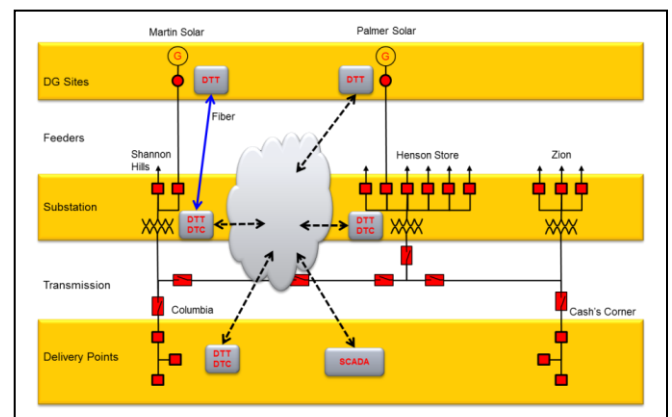 Martin Solar
Palmer Solar
G
G
DG Sites
DTT
DTT
Fiber
Feeders
Shannon
Hills
Henson Store
Zion
Substation
DTT
DTC
DTT
DTC
Transmission
Columbia
Cash's Corner
Delivery Points
DTT
DTC
SCADA